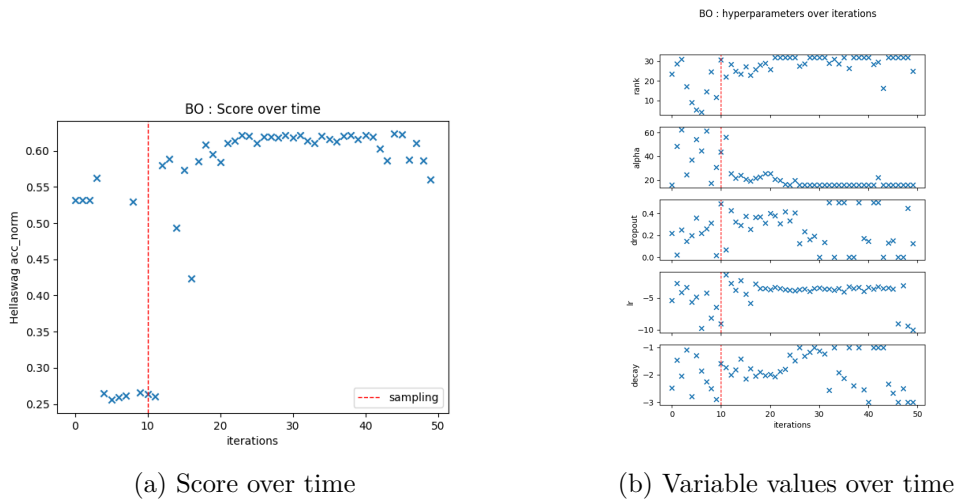 BO : Score over time
Hellaswag acc_norm
0.60
0.55
0.50
0.45
0.40
0.35
0.30
0.25
0 10 20 30 40 50
iterations
sampling
(a) Score over time
BO : hyperparameters over iterations
rank
30
20
10
alpha
60
40
20
dropout
0.4
0.2
0.0
lr
−5
−10
decay
−1
−2
−3
0 10 20 30 40 50
iterations
(b) Variable values over time